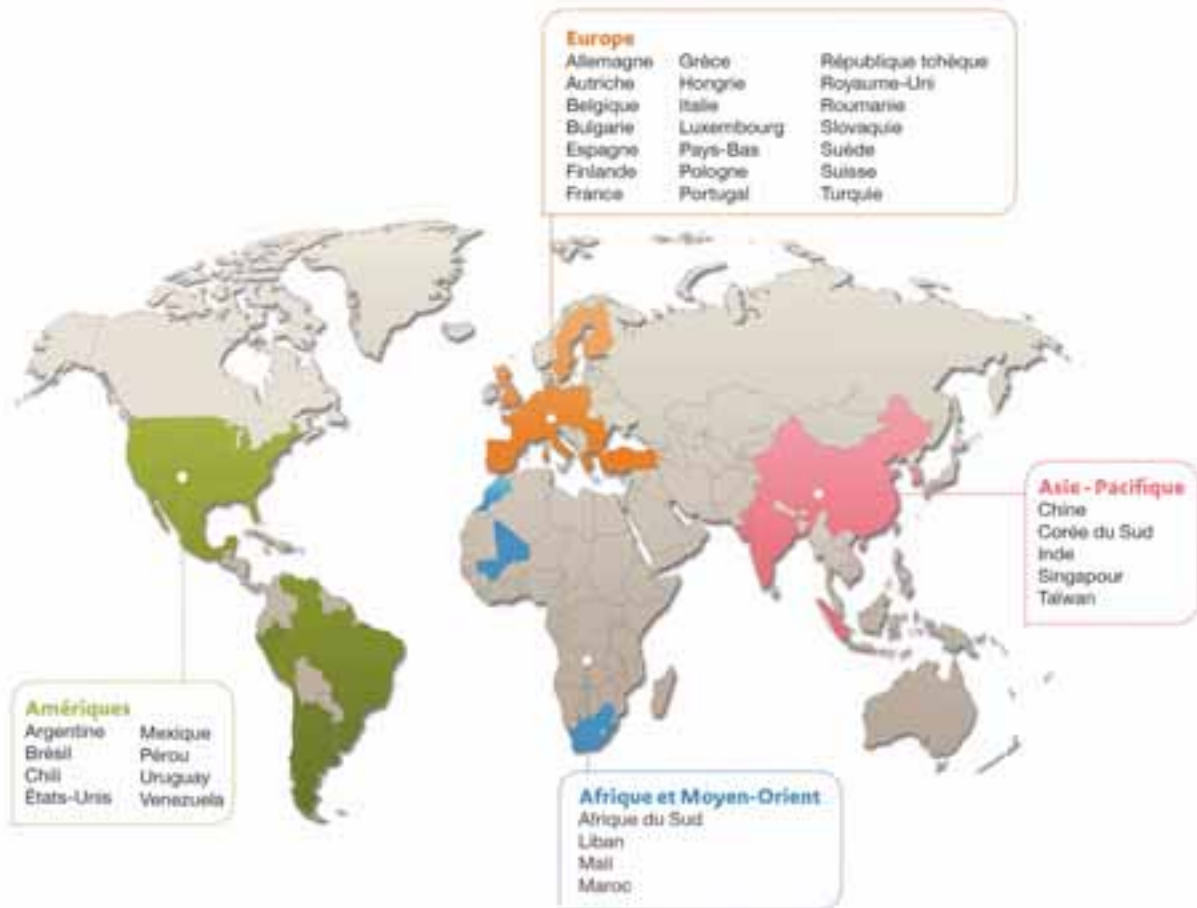 Europe
Allemagne Grèce République tchèque
Autriche Hongrie Royaume-Uni
Belgique Italie Roumanie
Bulgarie Luxembourg Slovaquie
Espagne Pays-Bas Suède
Finlande Pologne Suisse
France Portugal Turquie
Asie - Pacifique
Chine
Corée du Sud
Inde
Singapour
Taïwan
Amériques
Argentine Mexique
Brésil Pérou
Chili Uruguay
États-Unis Venezuela
Afrique et Moyen-Orient
Afrique du Sud
Liban
Mali
Maroc